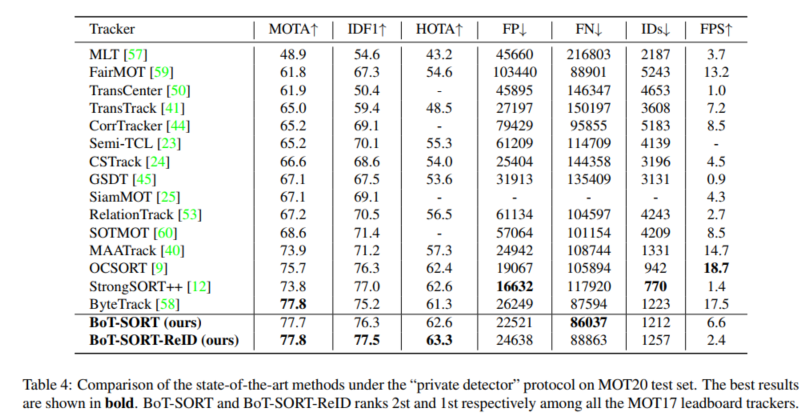 Tracker MOTA↑ IDF1↑ HOTA↑ FP↓ FN↓ IDs↓ FPS↑
MLT [57] 48.9 54.6 43.2 45660 216803 2187 3.7
FairMOT [59] 61.8 67.3 54.6 103440 88901 5243 13.2
TransCenter [50] 61.9 50.4 - 45895 146347 4653 1.0
TransTrack [41] 65.0 59.4 48.5 27197 150197 3608 7.2
CorrTracker [44] 65.2 69.1 - 79429 95855 5183 8.5
Semi-TCL [23] 65.2 70.1 55.3 61209 114709 4139 -
CSTrack [24] 66.6 68.6 54.0 25404 144358 3196 4.5
GSDT [45] 67.1 67.5 53.6 31913 135409 3131 0.9
SiamMOT [25] 67.1 69.1 - - - - 4.3
RelationTrack [53] 67.2 70.5 56.5 61134 104597 4243 2.7
SOTMOT [60] 68.6 71.4 - 57064 101154 4209 8.5
MAATrack [40] 73.9 71.2 57.3 24942 108744 1331 14.7
OCSORT [9] 75.7 76.3 62.4 19067 105894 942 18.7
StrongSORT++ [12] 73.8 77.0 62.6 16632 117920 770 1.4
ByteTrack [58] 77.8 75.2 61.3 26249 87594 1223 17.5
BoT-SORT (ours) 77.7 76.3 62.6 22521 86037 1212 6.6
BoT-SORT-ReID (ours) 77.8 77.5 63.3 24638 88863 1257 2.4
Table 4: Comparison of the state-of-the-art methods under the “private detector” protocol on MOT20 test set. The best results
are shown in bold. BoT-SORT and BoT-SORT-ReID ranks 2st and 1st respectively among all the MOT17 leadboard trackers.